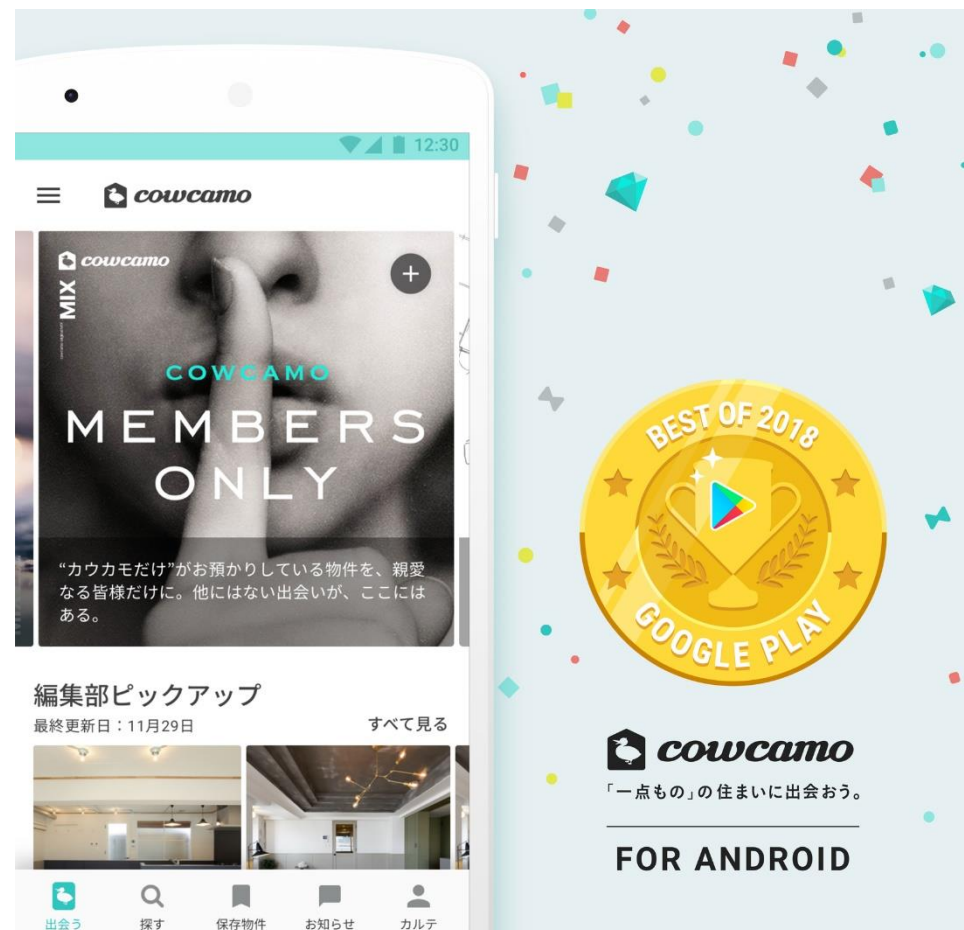 12:30
cowcamo
cowcamo
MIX
COWCAMO
MEMBERS
ONLY
“カウカモだけ”がお預かりしている物件を、親愛
なる皆様だけに。他にはない出会いが、ここには
ある。
編集部ピックアップ
最終更新日：11月29日
すべて見る
出会う
探す
保存物件
お知らせ
カルテ
BEST OF 2018
GOOGLE PLAY
cowcamo
「一点もの」の住まいに出会おう。
FOR ANDROID